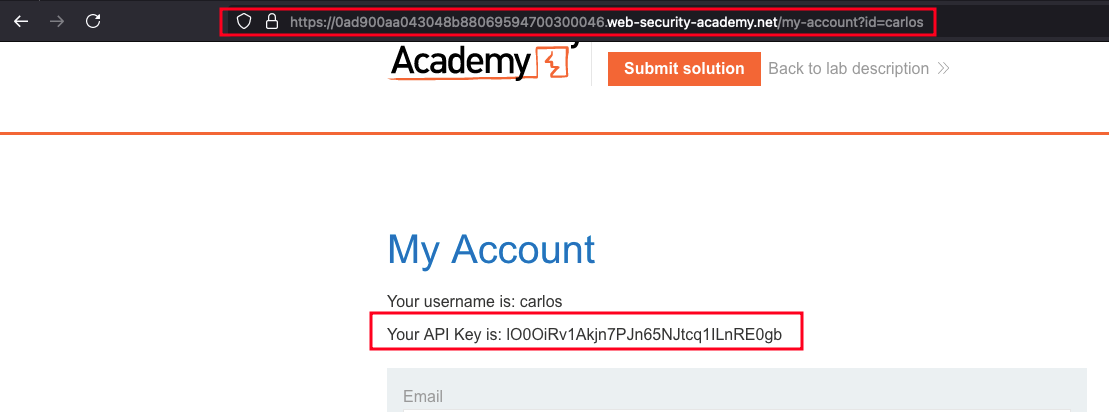 https://0ad900aa043048b88069594700300046.web-security-academy.net/my-account?id=carlos
Academy
Submit solution
Back to lab description
My Account
Your username is: carlos
Your API Key is: lO0OiRv1Akjn7PJn65NJtcq1ILnRE0gb
Email